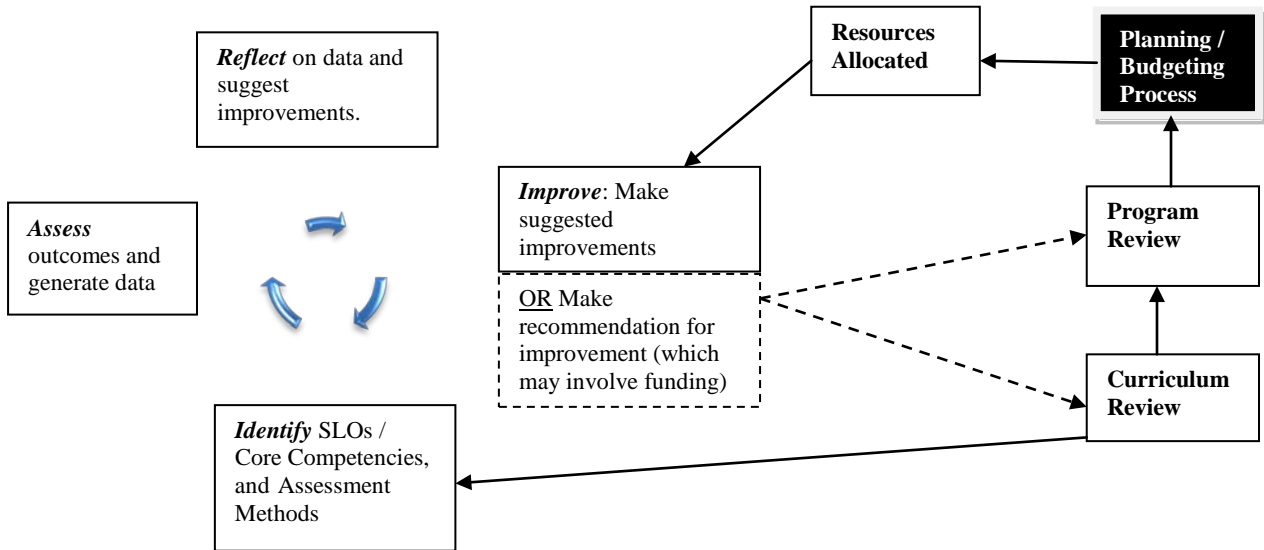 Reflect on data and
suggest
improvements.
Resources
Allocated
Planning /
Budgeting
Process
Assess
outcomes and
generate data
Improve: Make
suggested
improvements
OR Make
recommendation for
improvement (which
may involve funding)
Program
Review
Curriculum
Review
Identify SLOs /
Core Competencies,
and Assessment
Methods